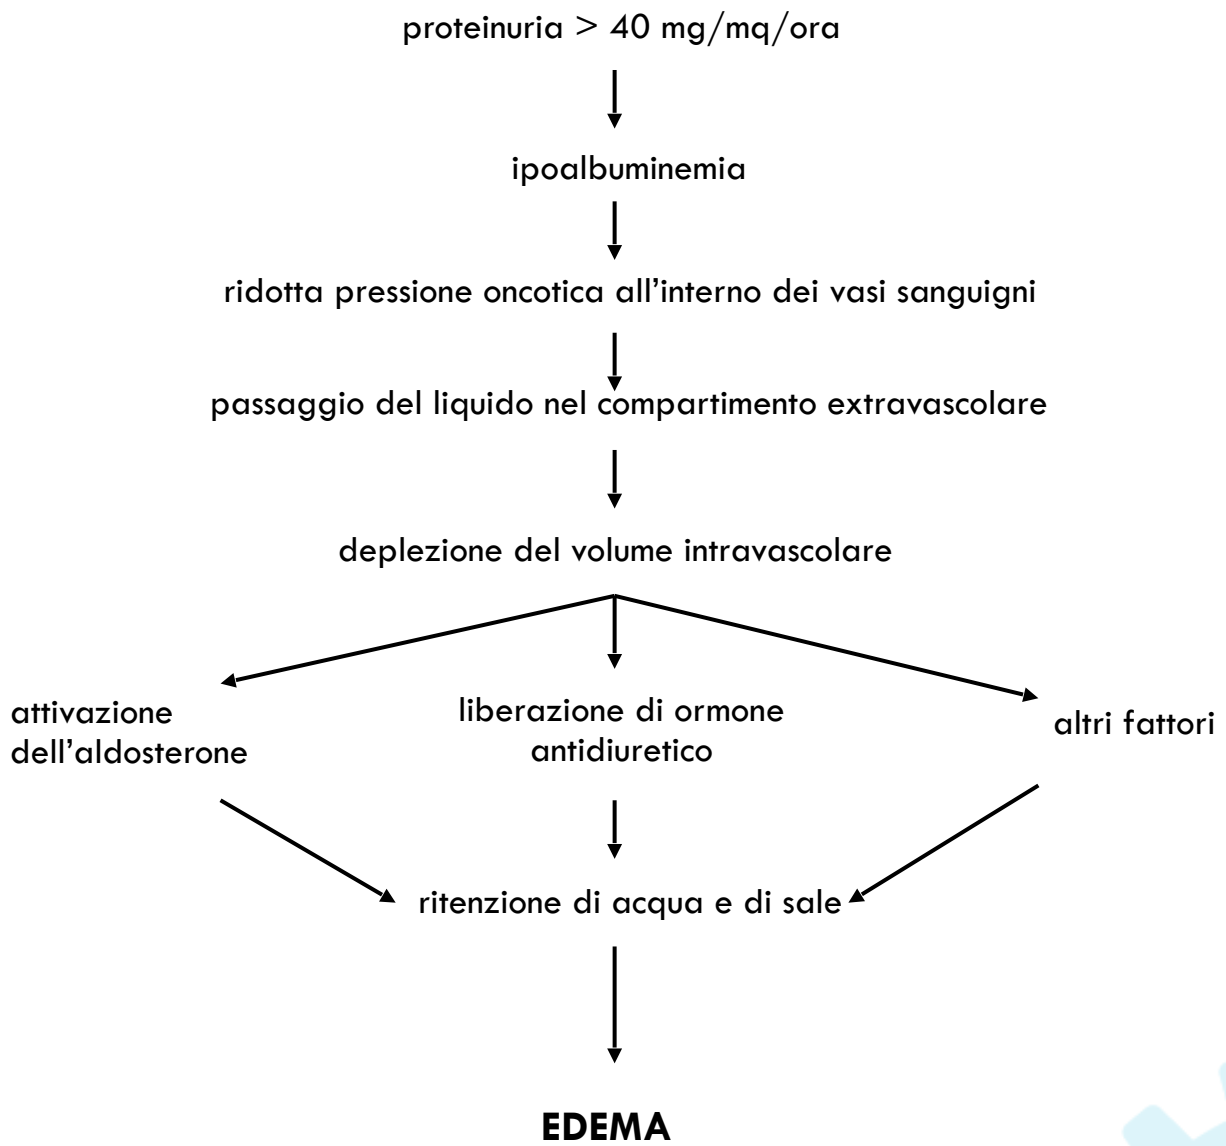 proteinuria > 40 mg/mq/ora
ipoalbuminemia
ridotta pressione oncotica all'interno dei vasi sanguigni
passaggio del liquido nel compartimento extravascolare
deplezione del volume intravascolare
attivazione
dell'aldosterone
liberazione di ormone
antidiuretico
altri fattori
ritenzione di acqua e di sale
EDEMA